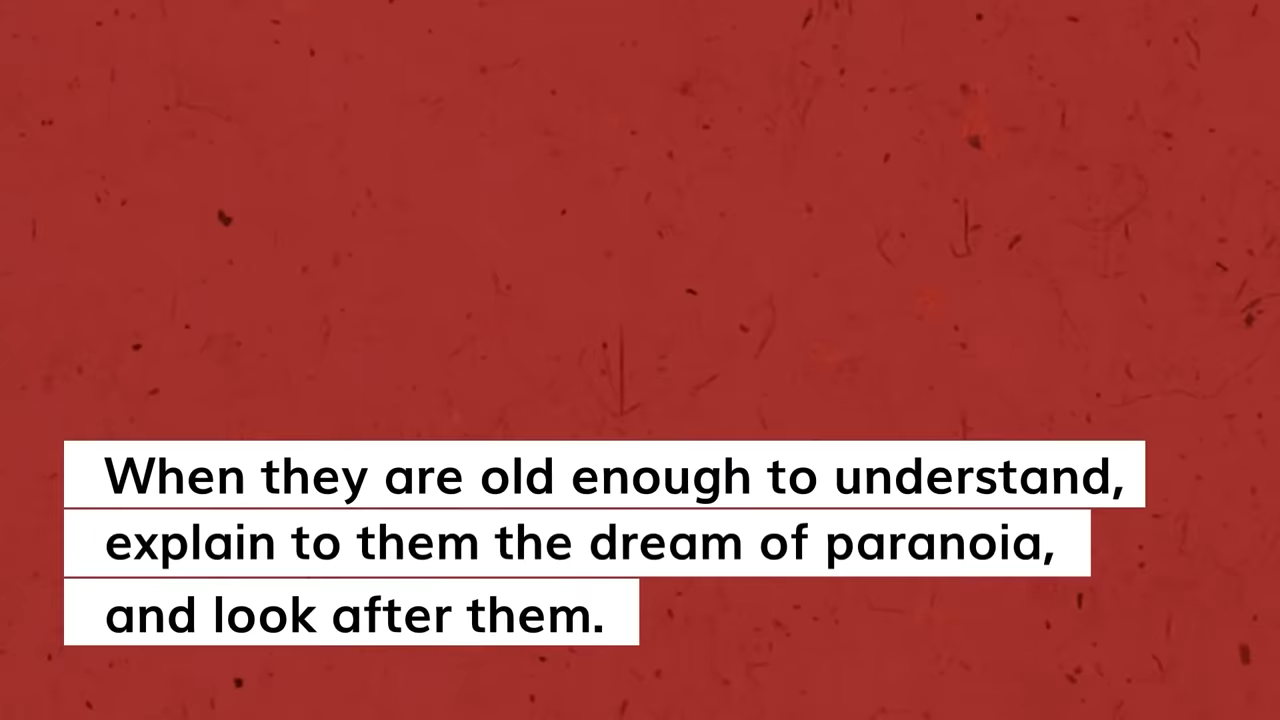 When they are old enough to understand,
explain to them the dream of paranoia,
and look after them.